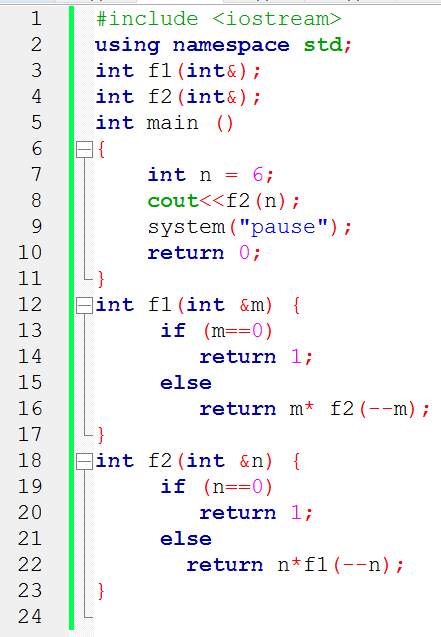 1 #include <iostream>
2 using namespace std;
3 int f1(int&);
4 int f2(int&);
5 int main ()
6 {
7 int n = 6;
8 cout<<f2(n);
9 system("pause");
10 return 0;
11 }
12 int f1(int &m) {
13 if (m==0)
14 return 1;
15 else
16 return m* f2(--m);
17 }
18 int f2(int &n) {
19 if (n==0)
20 return 1;
21 else
22 return n*f1(--n);
23 }
24